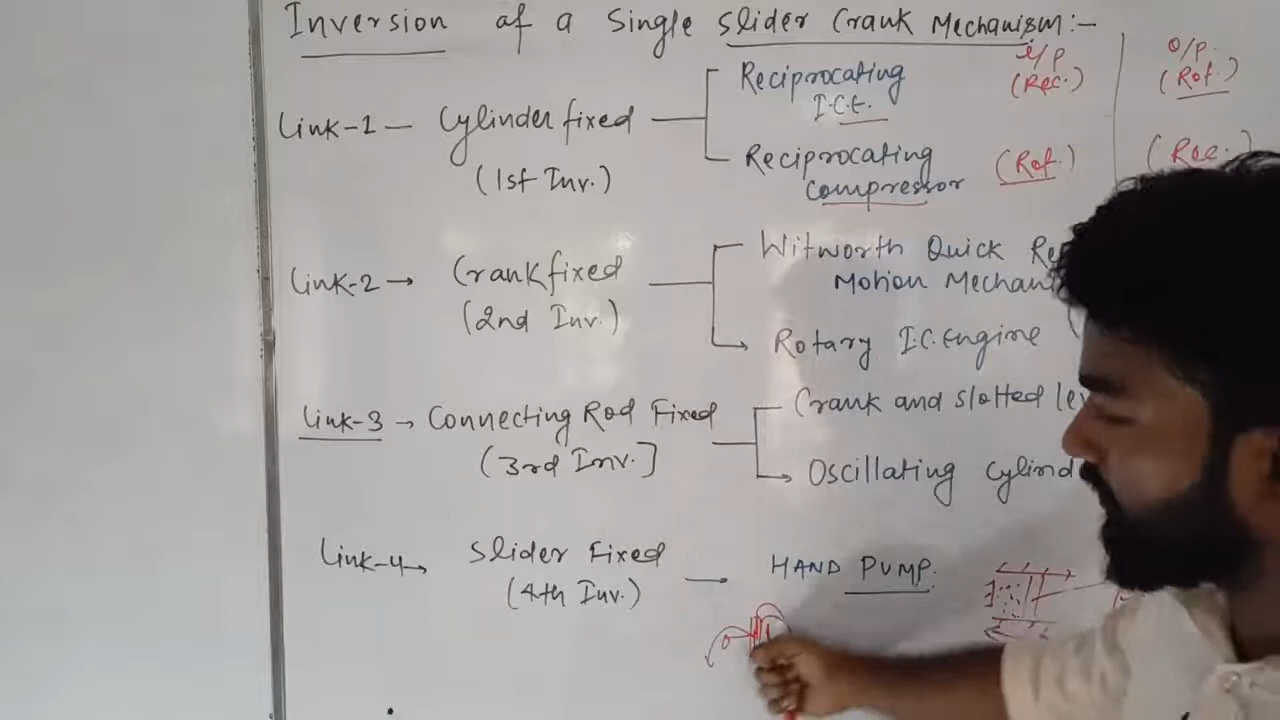 Inversion of a Single Slider Crank Mechanism:-
i/p O/p
(Rec.) (Rot.)
Link-1 — Cylinder fixed
(1st Inv.)
Reciprocating
I.C.E.
Reciprocating (Rot.) (Rec.)
Compressor
Link-2 → Crank fixed
(2nd Inv.)
Witworth Quick
Motion
Rotary I.C. Engine
Link-3 → Connecting Rod Fixed
(3rd Inv.]
Crank and slotted
Oscillating
Link-4 → Slider Fixed
(4th Inv.)
HAND PUMP.